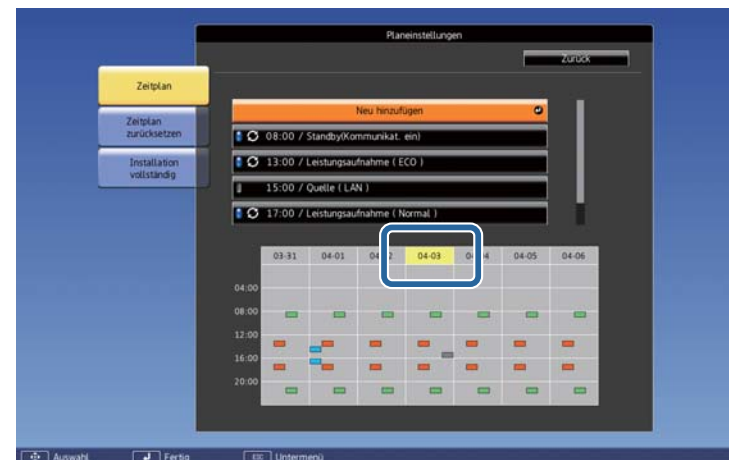 Planeinstellungen
Zurück
Zeitplan
Zeitplan
zurücksetzen
Installation
vollständig
Neu hinzufügen
08:00 / Standby(Kommunikat. ein)
13:00 / Leistungsaufnahme ( ECO )
15:00 / Quelle ( LAN )
17:00 / Leistungsaufnahme ( Normal )
03-31 04-01 04-03 04-05 04-06
04:00
08:00
12:00
16:00
20:00
Auswahl Fertig Esc Untermenü